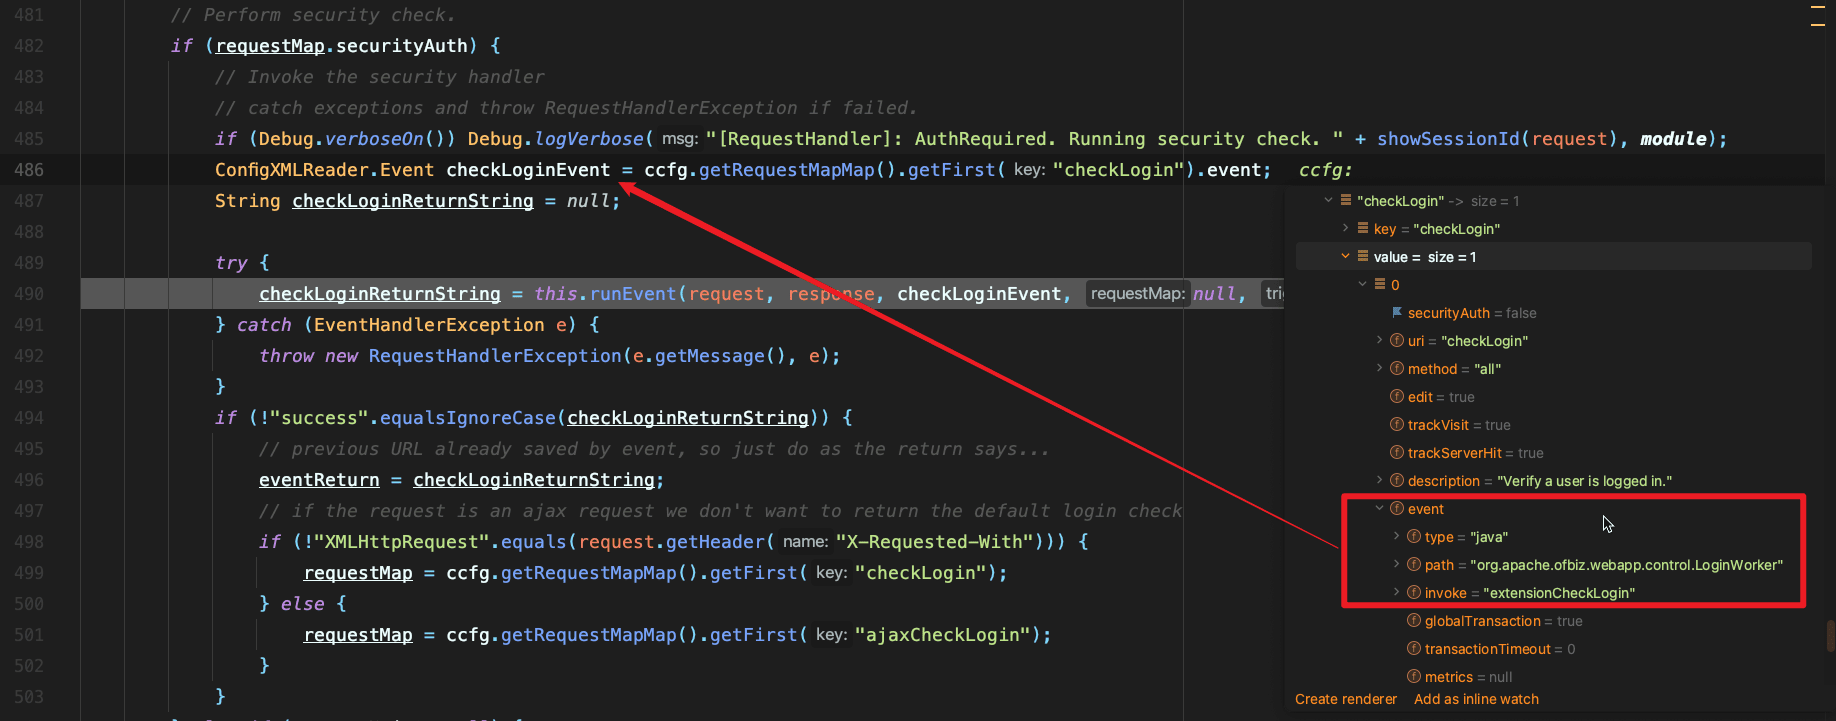 481 // Perform security check.
482 if (requestMap.securityAuth) {
483 // Invoke the security handler
484 // catch exceptions and throw RequestHandlerException if failed.
485 if (Debug.verboseOn()) Debug.logVerbose( msg: "[RequestHandler]: AuthRequired. Running security check. " + showSessionId(request), module);
486 ConfigXMLReader.Event checkLoginEvent = ccfg.getRequestMapMap().getFirst( key: "checkLogin").event; ccfg:
487 String checkLoginReturnString = null;
488
489 try {
490 checkLoginReturnString = this.runEvent(request, response, checkLoginEvent, requestMap: null, tri
491 } catch (EventHandlerException e) {
492 throw new RequestHandlerException(e.getMessage(), e);
493 }
494 if (!"success".equalsIgnoreCase(checkLoginReturnString)) {
495 // previous URL already saved by event, so just do as the return says...
496 eventReturn = checkLoginReturnString;
497 // if the request is an ajax request we don't want to return the default login check
498 if (!"XMLHttpRequest".equals(request.getHeader( name: "X-Requested-With"))) {
499 requestMap = ccfg.getRequestMapMap().getFirst( key: "checkLogin");
500 } else {
501 requestMap = ccfg.getRequestMapMap().getFirst( key: "ajaxCheckLogin");
502 }
503 }
"checkLogin" -> size = 1
key = "checkLogin"
value = size = 1
0
securityAuth = false
uri = "checkLogin"
method = "all"
edit = true
trackVisit = true
trackServerHit = true
description = "Verify a user is logged in."
event
type = "java"
path = "org.apache.ofbiz.webapp.control.LoginWorker"
invoke = "extensionCheckLogin"
globalTransaction = true
transactionTimeout = 0
metrics = null
Create renderer Add as inline watch